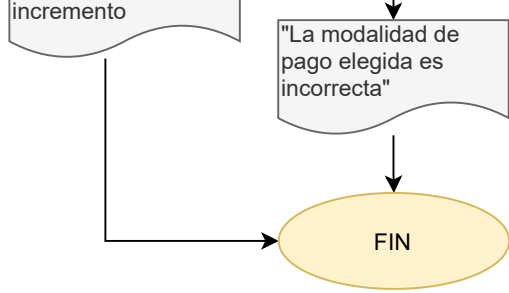 incremento
"La modalidad de
pago elegida es
incorrecta"
FIN